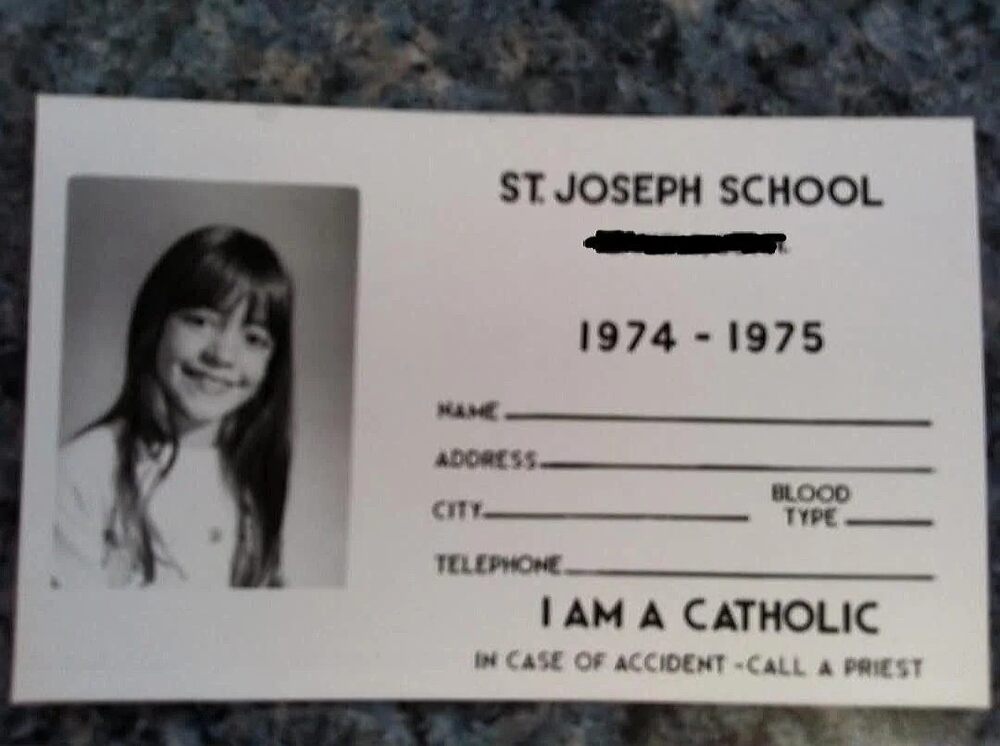 ST. JOSEPH SCHOOL
1974 - 1975
NAME
ADDRESS
CITY
BLOOD
TYPE
TELEPHONE
I AM A CATHOLIC
IN CASE OF ACCIDENT - CALL A PRIEST